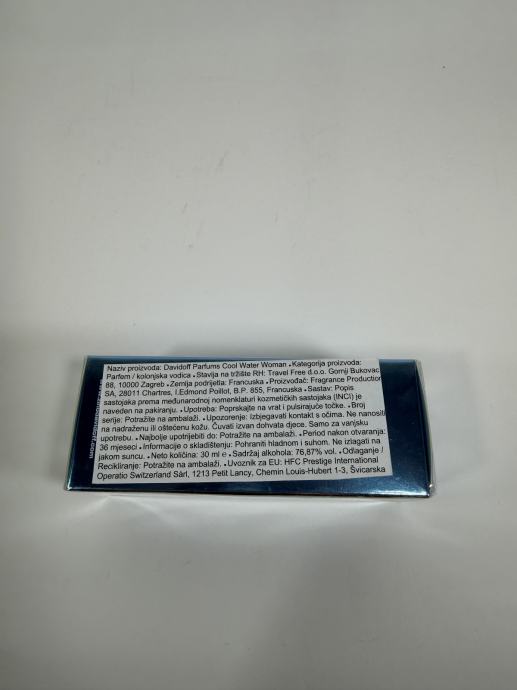 Naziv proizvoda: Davidoff Parfums Cool Water Woman •Kategorija proizvoda:
Parfem / kolonjska vodica •Stavlja na tržište RH: Travel Free d.o.o. Gornji Bukovac
88, 10000 Zagreb •Zemlja podrijetla: Francuska •Proizvođač: Fragrance Production
SA, 28011 Chartres, I.Edmond Poillot, B.P. 855, Francuska •Sastav: Popis
sastojaka prema međunarodnoj nomenklaturi kozmetičkih sastojaka (INCI) je
naveden na pakiranju. •Upotreba: Poprskajte na vrat i pulsirajuće točke. •Broj
serije: Potražite na ambalaži. •Upozorenje: Izbjegavati kontakt s očima. Ne nanositi
na nadraženu ili oštećenu kožu. Čuvati izvan dohvata djece. Samo za vanjsku
upotrebu. •Najbolje upotrijebiti do: Potražite na ambalaži. •Period nakon otvaranja:
36 mjeseci •Informacije o skladištenju: Pohraniti hladnom i suhom. Ne izlagati na
jakom suncu. •Neto količina: 30 ml e •Sadržaj alkohola: 76,87% vol. •Odlaganje /
Recikliranje: Potražite na ambalaži. •Uvoznik za EU: HFC Prestige International
Operatio Switzerland Sàrl, 1213 Petit Lancy, Chemin Louis-Hubert 1-3, Švicarska